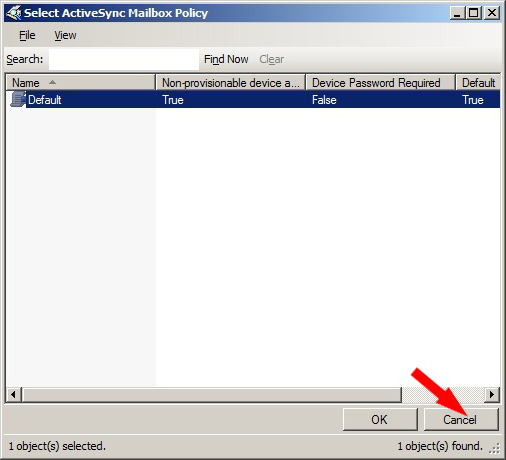 Select ActiveSync Mailbox Policy
File View
Search: Find Now Clear
Name Non-provisionable device a... Device Password Required Default
Default True False True
OK Cancel
1 object(s) selected. 1 object(s) found.